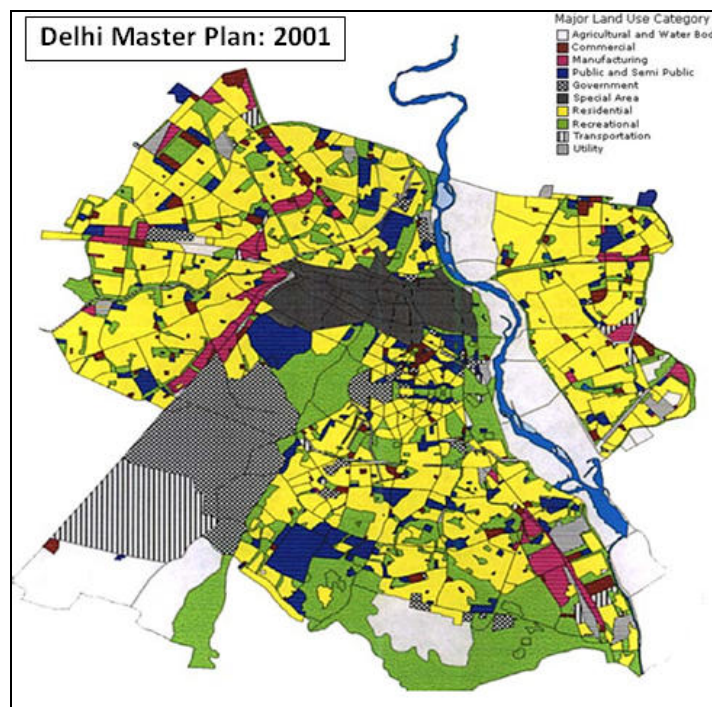 Delhi Master Plan: 2001
Major Land Use Category
Agricultural and Water Bod
Commercial
Manufacturing
Public and Semi Public
Government
Special Area
Residential
Recreational
Transportation
Utility